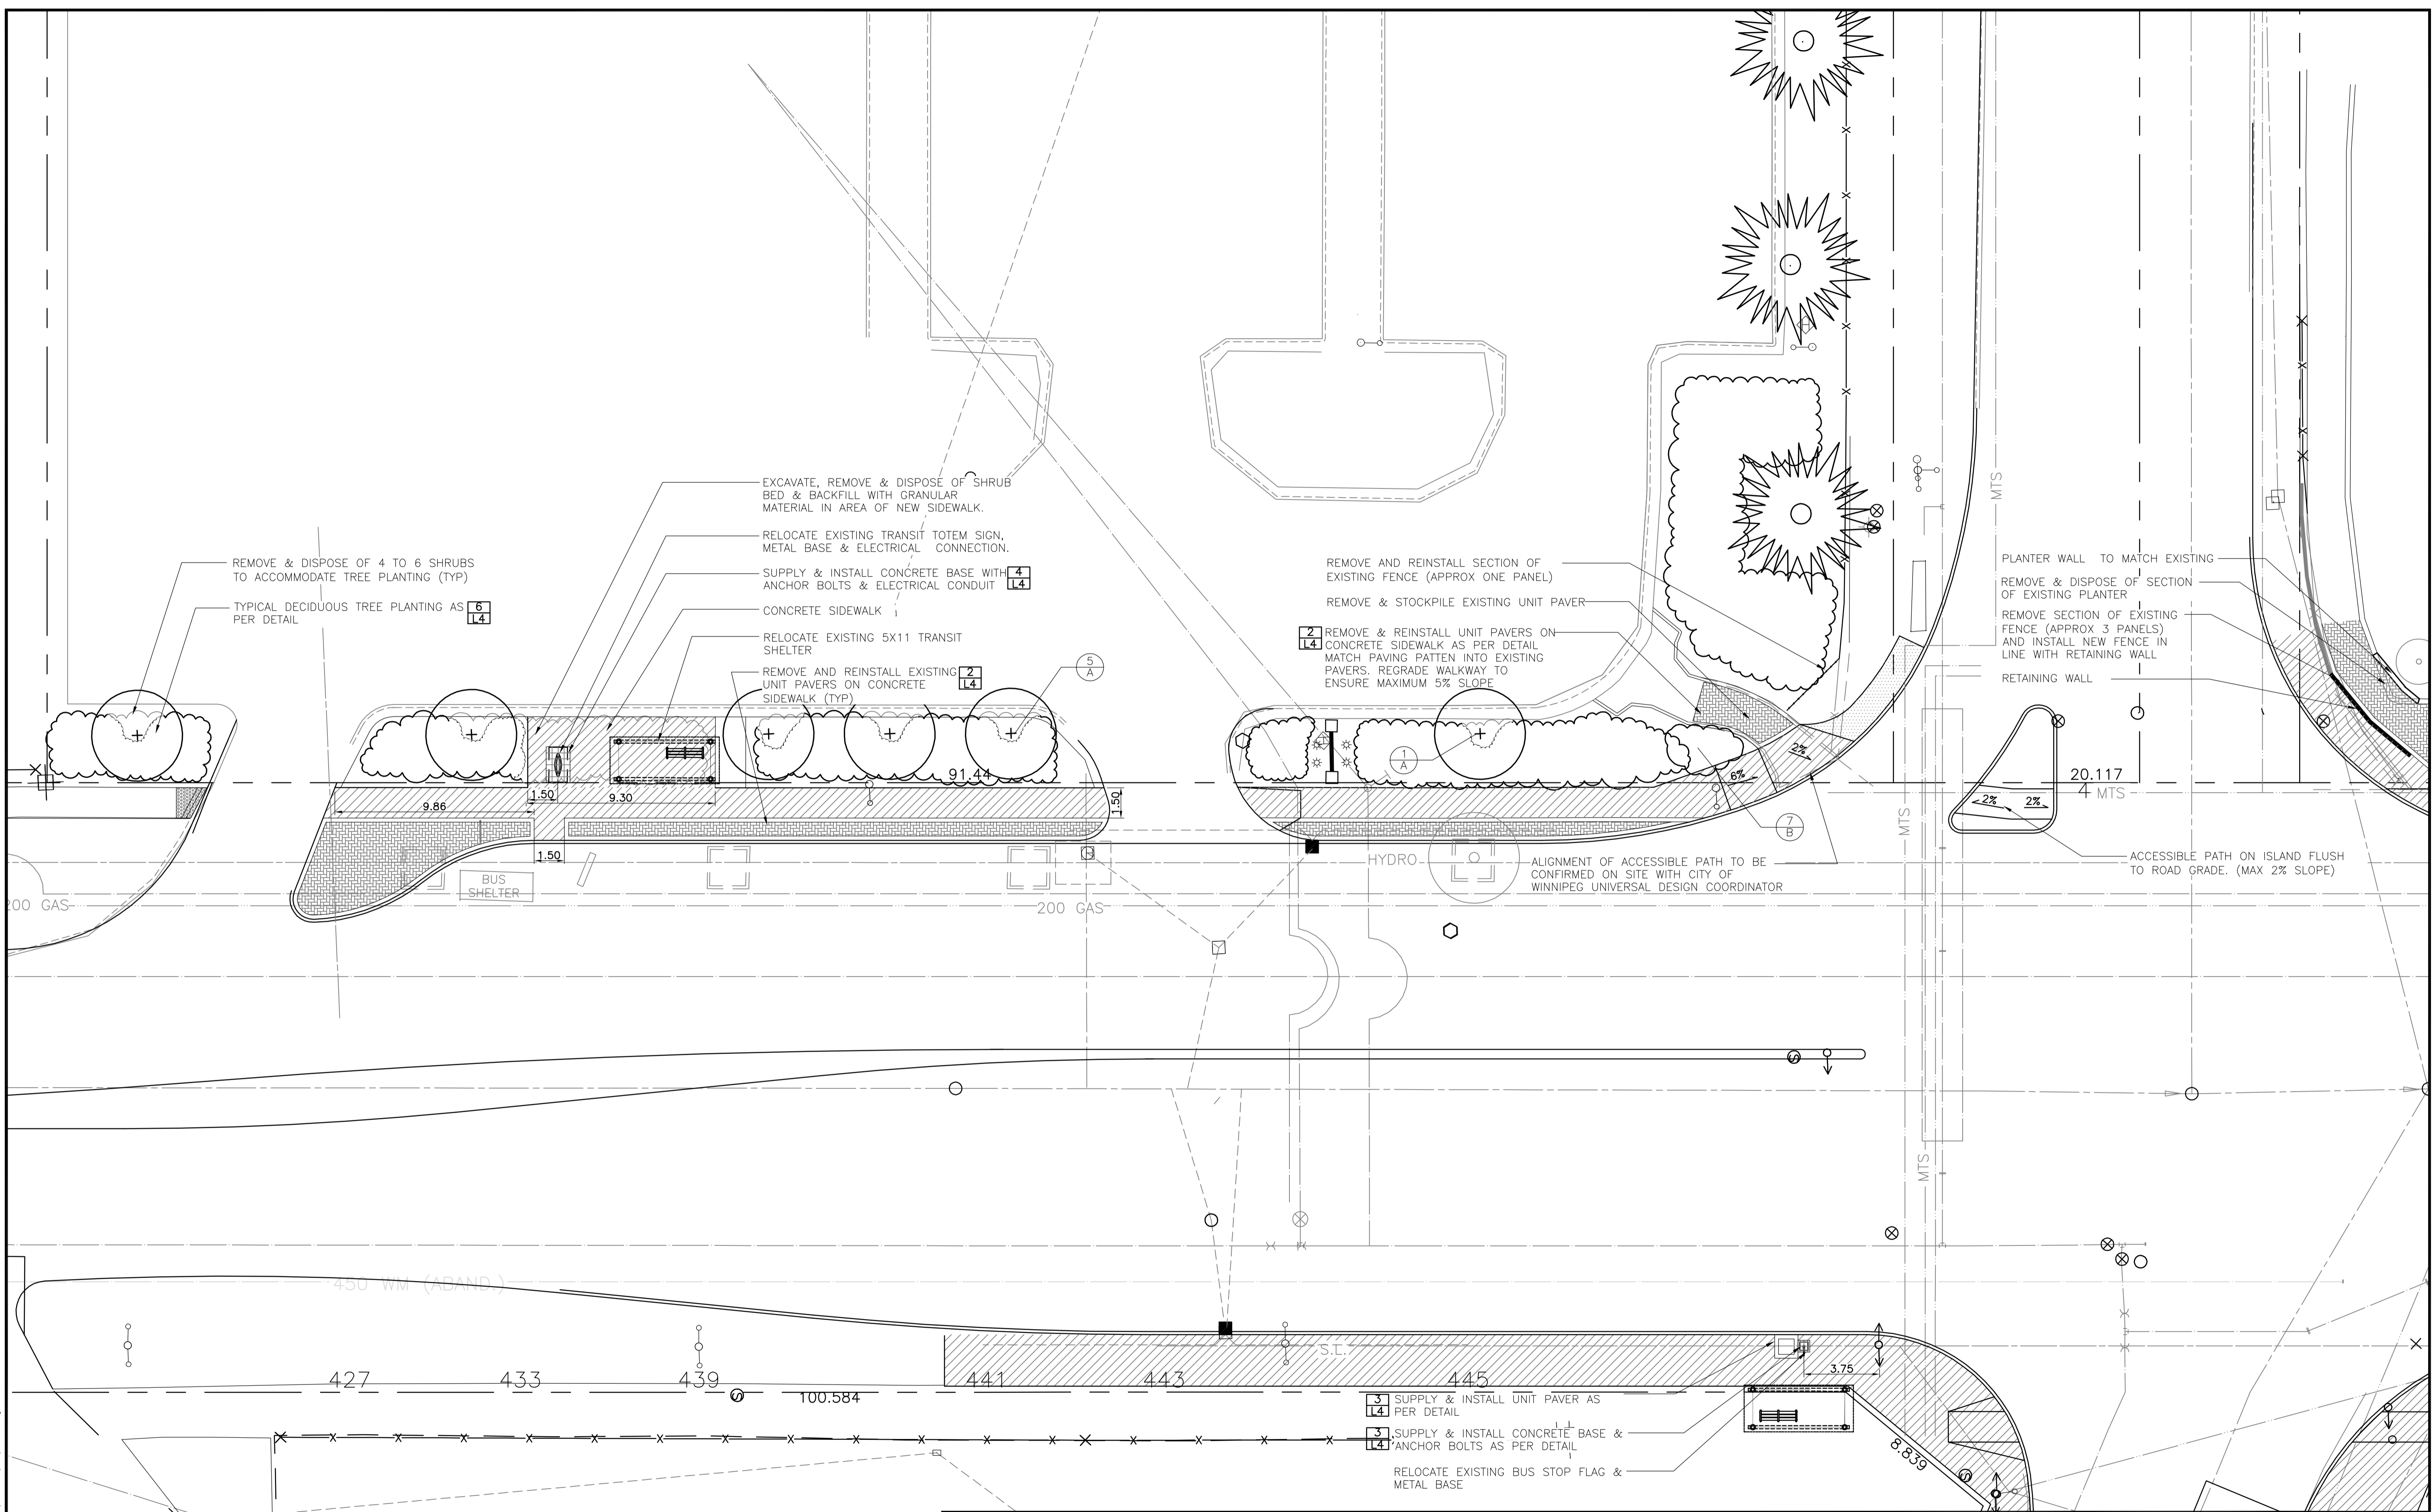 EXCAVATE, REMOVE & DISPOSE OF SHRUB
BED & BACKFILL WITH GRANULAR
MATERIAL IN AREA OF NEW SIDEWALK.
RELOCATE EXISTING TRANSIT TOTEM SIGN,
METAL BASE & ELECTRICAL CONNECTION.
SUPPLY & INSTALL CONCRETE BASE WITH
ANCHOR BOLTS & ELECTRICAL CONDUIT
4
L4
CONCRETE SIDEWALK
RELOCATE EXISTING 5X11 TRANSIT
SHELTER
REMOVE AND REINSTALL EXISTING
UNIT PAVERS ON CONCRETE
SIDEWALK (TYP)
2
L4
REMOVE & DISPOSE OF 4 TO 6 SHRUBS
TO ACCOMMODATE TREE PLANTING (TYP)
TYPICAL DECIDUOUS TREE PLANTING AS
PER DETAIL
6
L4
5
A
REMOVE AND REINSTALL SECTION OF
EXISTING FENCE (APPROX ONE PANEL)
REMOVE & STOCKPILE EXISTING UNIT PAVER
2
L4
REMOVE & REINSTALL UNIT PAVERS ON
CONCRETE SIDEWALK AS PER DETAIL
MATCH PAVING PATTEN INTO EXISTING
PAVERS. REGRADE WALKWAY TO
ENSURE MAXIMUM 5% SLOPE
MTS
PLANTER WALL TO MATCH EXISTING
REMOVE & DISPOSE OF SECTION
OF EXISTING PLANTER
REMOVE SECTION OF EXISTING
FENCE (APPROX 3 PANELS)
AND INSTALL NEW FENCE IN
LINE WITH RETAINING WALL
RETAINING WALL
1
A
2%
6%
91.44
1.50
9.30
9.86
1.50
1.50
20.117
4 MTS
2%
2%
MTS
7
B
BUS
SHELTER
HYDRO
200 GAS
200 GAS
ALIGNMENT OF ACCESSIBLE PATH TO BE
CONFIRMED ON SITE WITH CITY OF
WINNIPEG UNIVERSAL DESIGN COORDINATOR
ACCESSIBLE PATH ON ISLAND FLUSH
TO ROAD GRADE. (MAX 2% SLOPE)
S
MTS
450 WM (ABAND.)
S.L.
3.75
427
433
439
441
443
445
S
100.584
3
L4
SUPPLY & INSTALL UNIT PAVER AS
PER DETAIL
3
L4
SUPPLY & INSTALL CONCRETE BASE &
ANCHOR BOLTS AS PER DETAIL
RELOCATE EXISTING BUS STOP FLAG &
METAL BASE
8.839
S